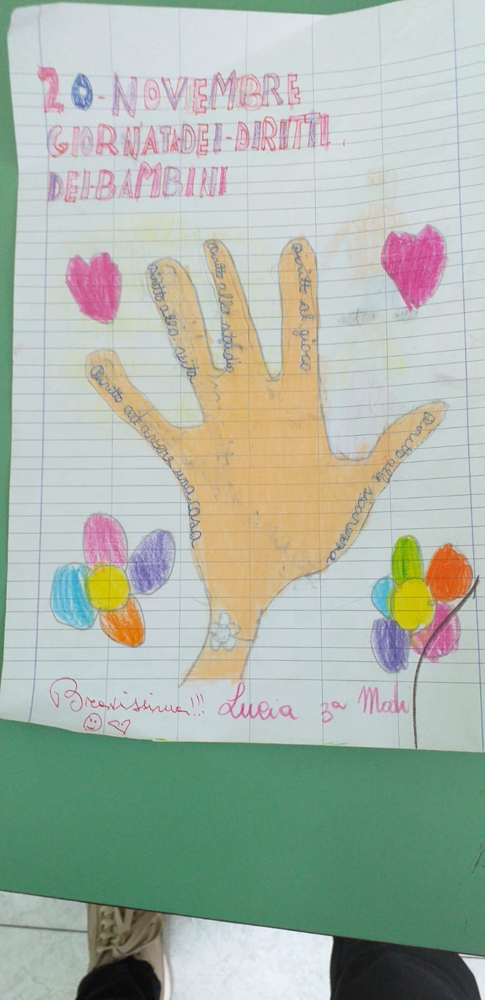 20-NOVEMBRE
GIORNATA-DEI-DIRITTI
DEI-BAMBINI
Diritto ad avere una casa
Diritto alla vita
Diritto allo studio
Diritto al gioco
Diritto alla sicurezza
Bravissima!!! Lucia 3ª